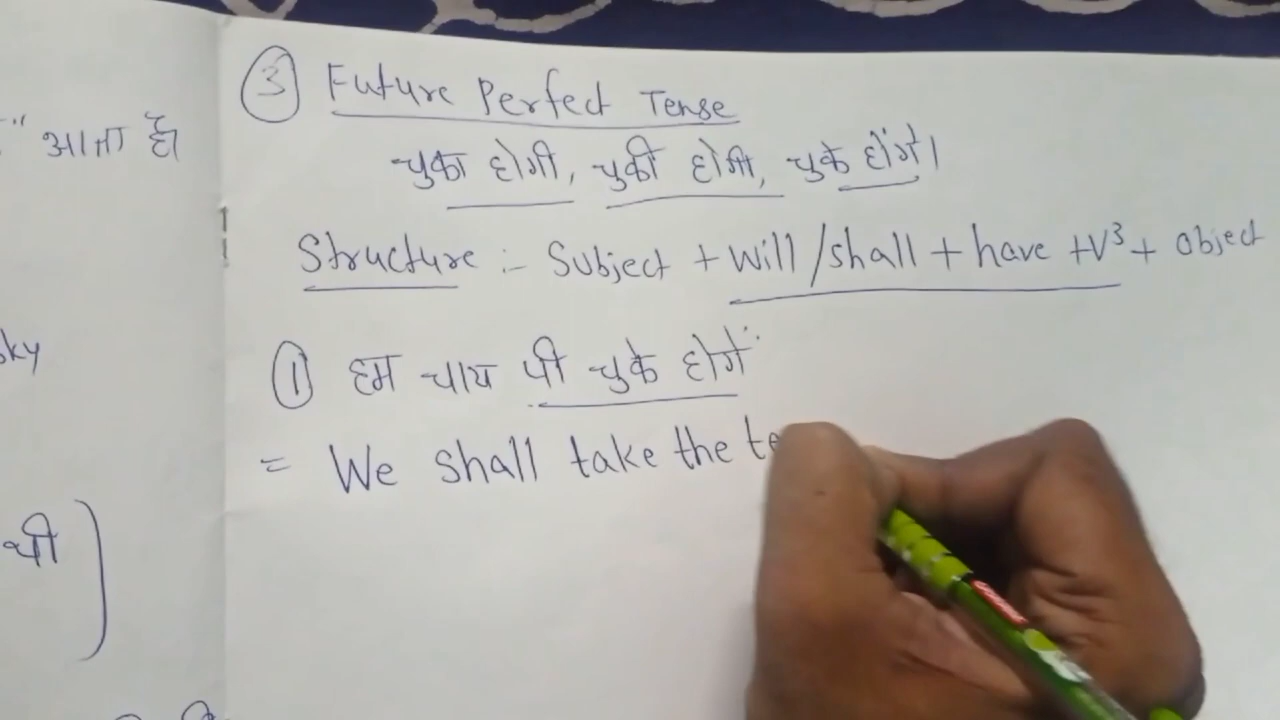 " आता है।
sky
थी )
③ Future Perfect Tense
चुका होगी, चुकी होगी, चुके होंगे।
Structure :- Subject + will/shall + have + V³ + object
① हम चाय पी चुके होगें
= We shall take the te